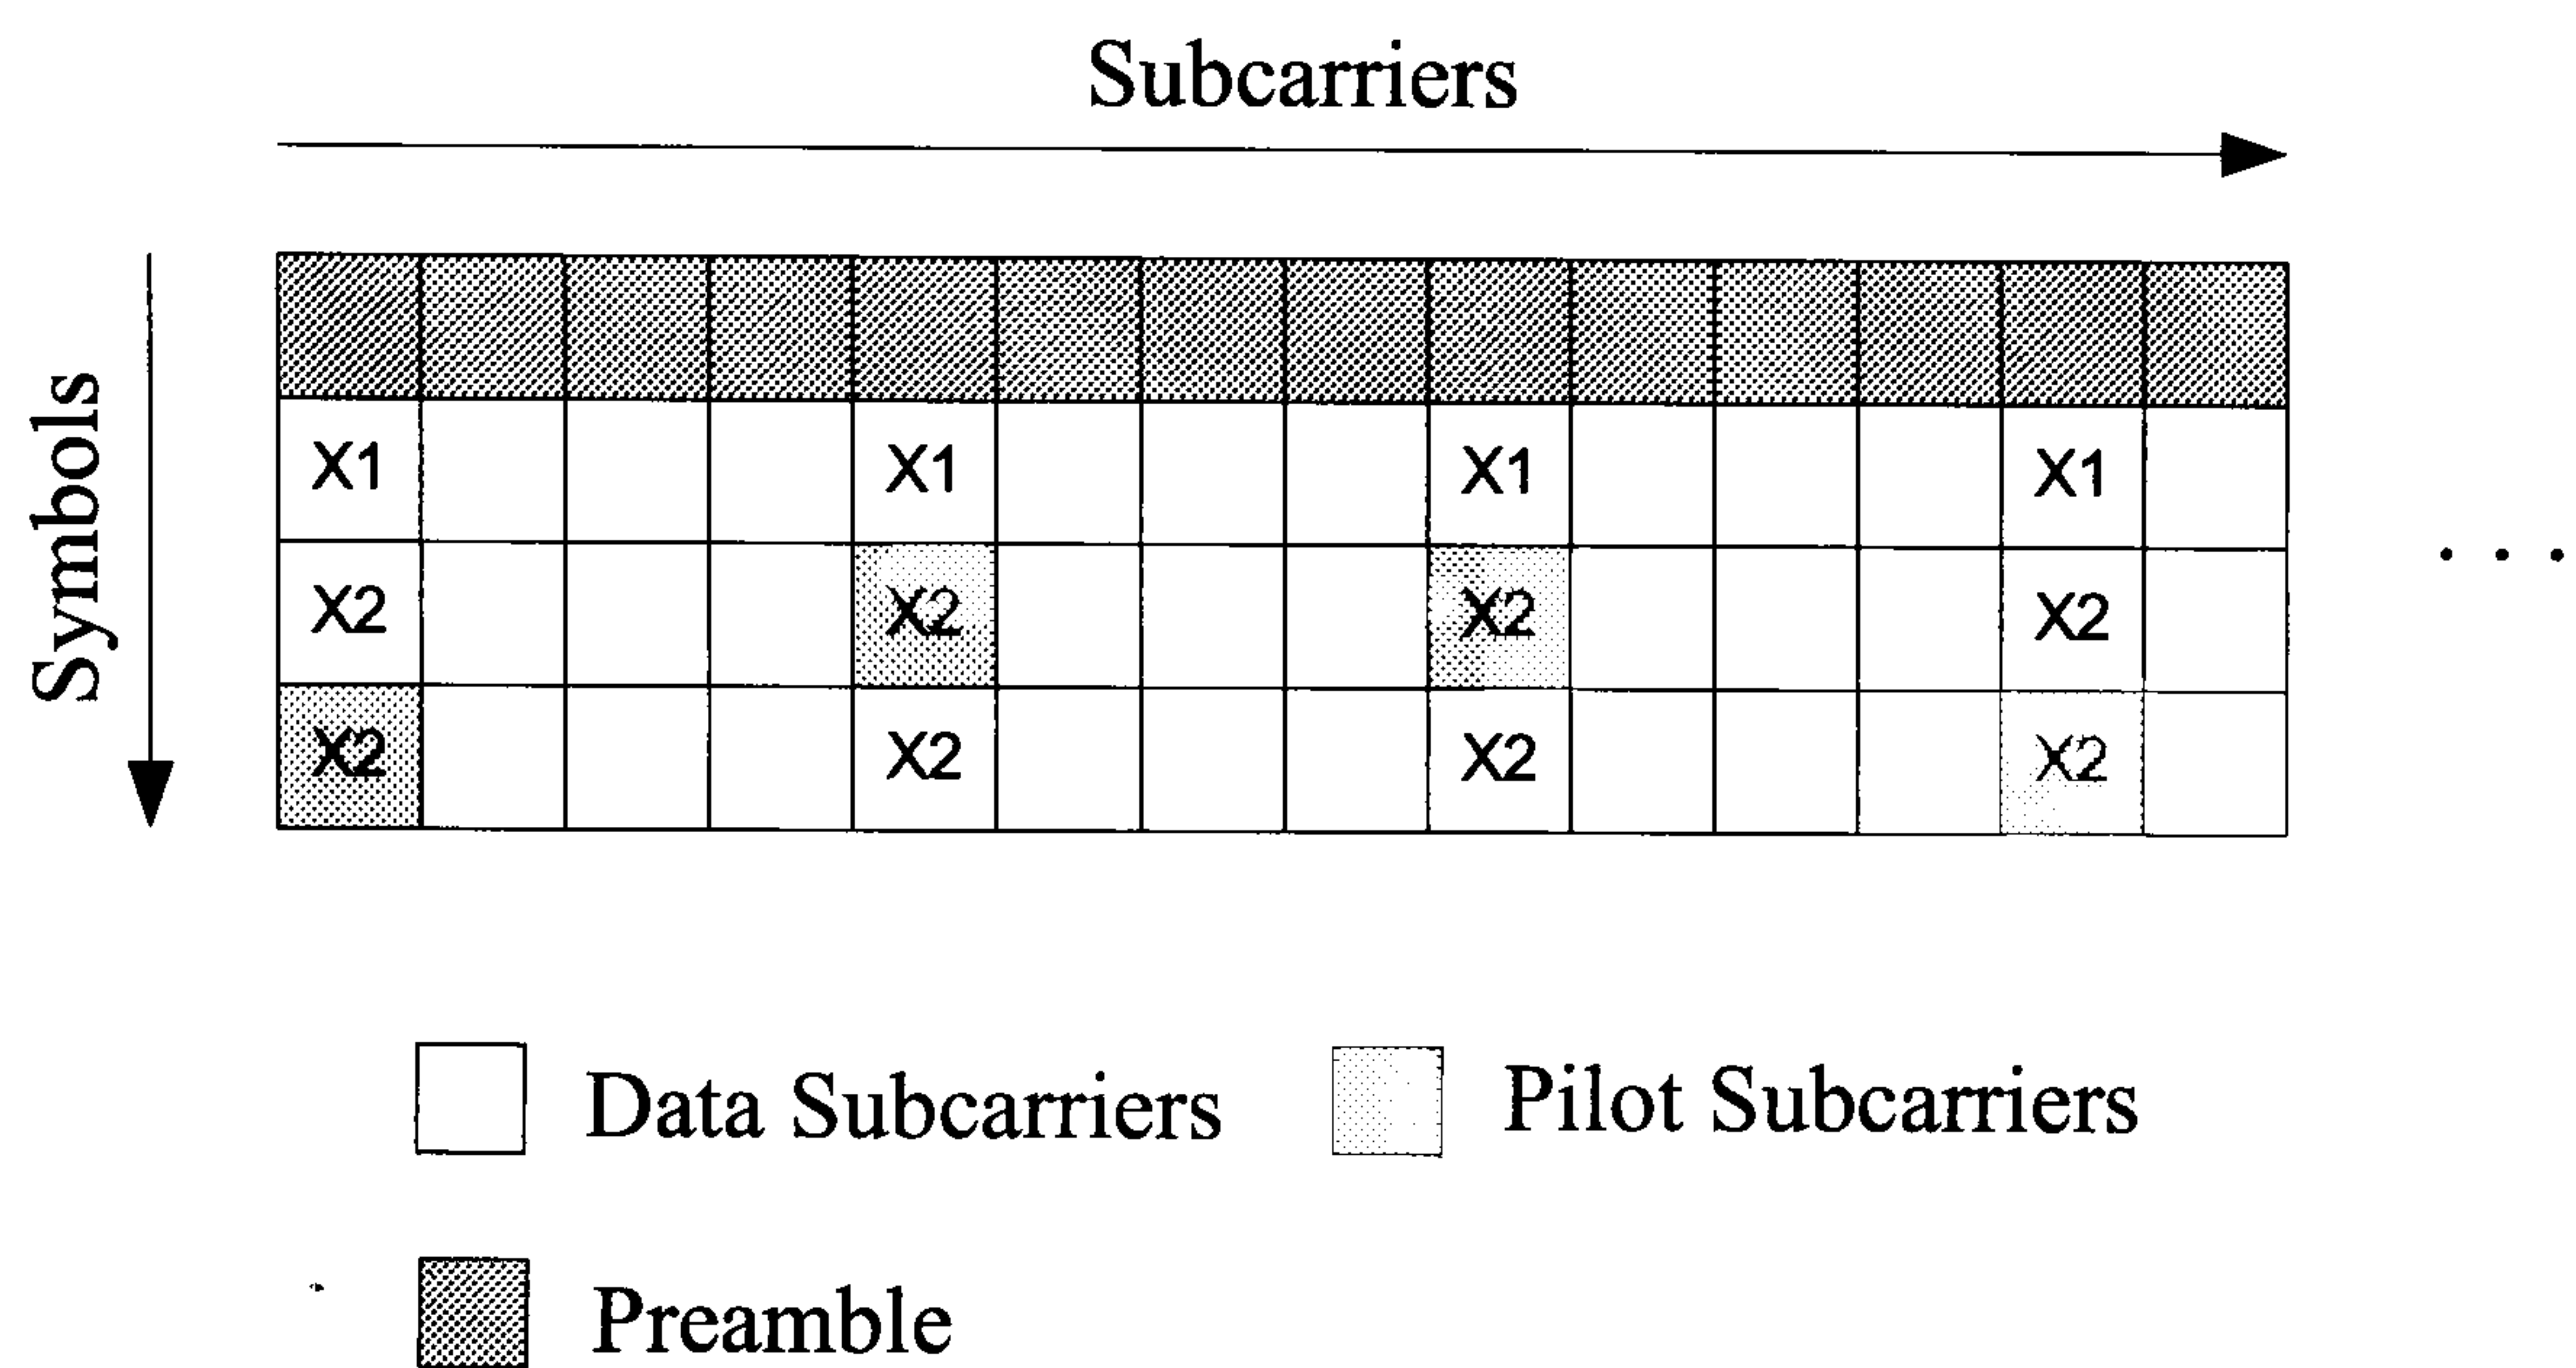 Subcarriers
Symbols
X1 X1 X1 X1
X2 X2 X2 X2
X2 X2 X2 X2
. . .
Data Subcarriers
Pilot Subcarriers
Preamble